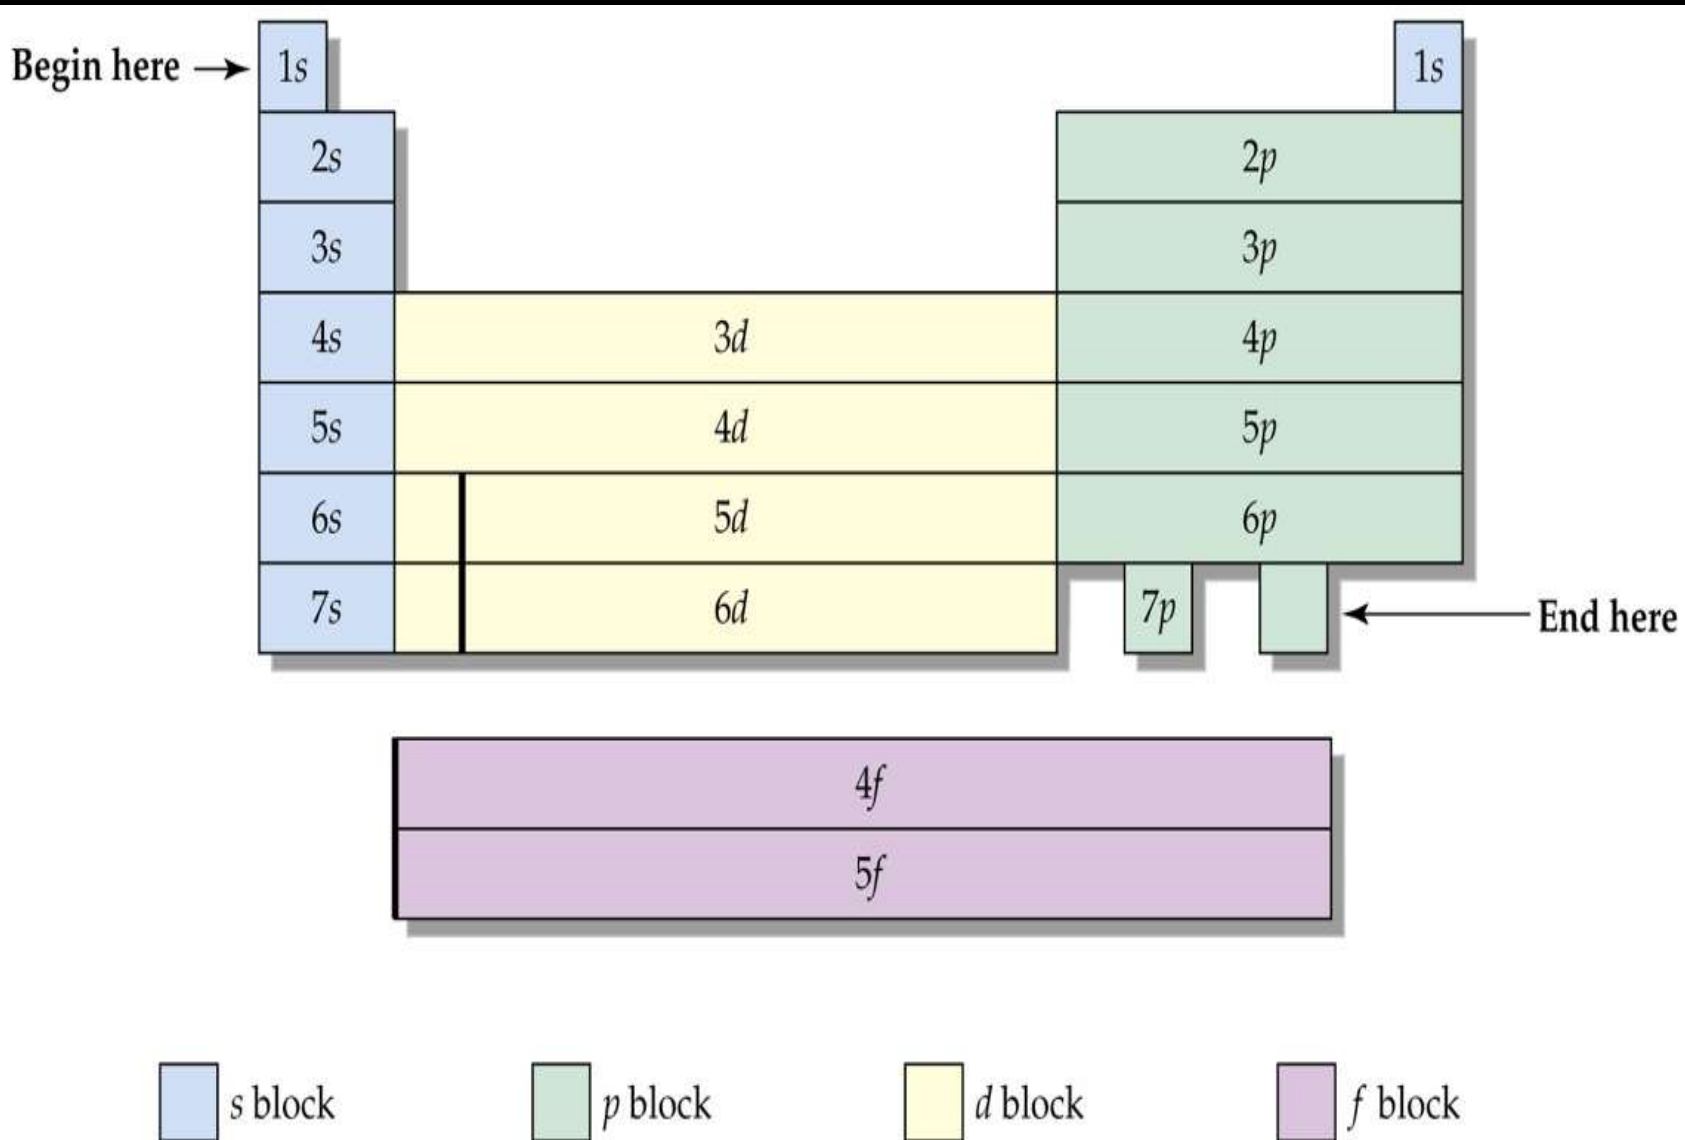 Begin here
1s
1s
2s
2p
3s
3p
4s
3d
4p
5s
4d
5p
6s
5d
6p
7s
6d
7p
End here
4f
5f
s block
p block
d block
f block